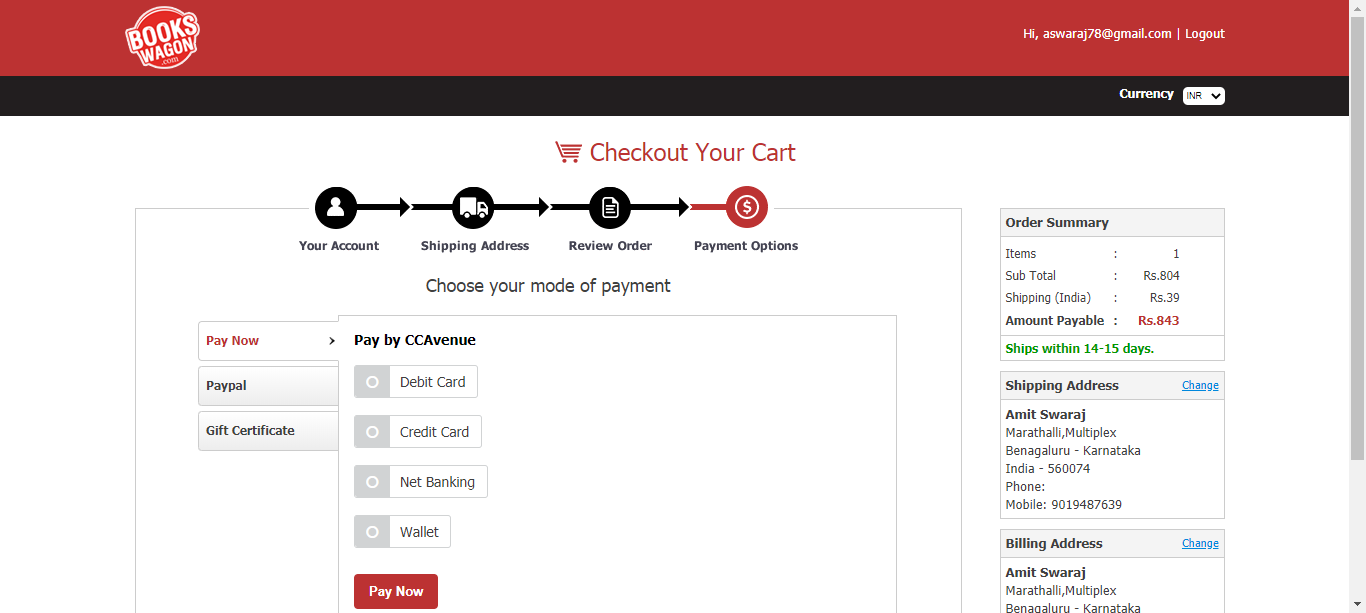 BOOKS
WAGON
.com
Hi, aswaraj78@gmail.com | Logout
Currency INR
Checkout Your Cart
Your Account
Shipping Address
Review Order
Payment Options
Choose your mode of payment
Pay Now
Paypal
Gift Certificate
Pay by CCAvenue
Debit Card
Credit Card
Net Banking
Wallet
Pay Now
Order Summary
Items : 1
Sub Total : Rs.804
Shipping (India) : Rs.39
Amount Payable : Rs.843
Ships within 14-15 days.
Shipping Address Change
Amit Swaraj
Marathalli,Multiplex
Benagaluru - Karnataka
India - 560074
Phone:
Mobile: 9019487639
Billing Address Change
Amit Swaraj
Marathalli,Multiplex
Benagaluru - Karnataka